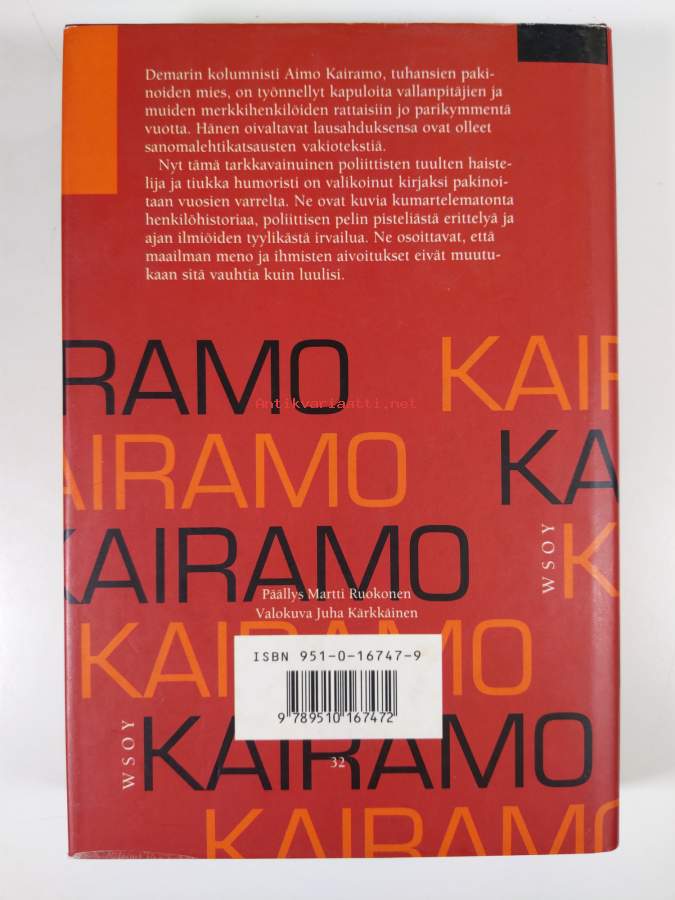 Demarin kolumnisti Aimo Kairamo, tuhansien paki-
noiden mies, on työnnellyt kapuloita vallanpitäjien ja
muiden merkkihenkilöiden rattaisiin jo parikymmentä
vuotta. Hänen oivaltavat lausahduksensa ovat olleet
sanomalehtikatsausten vakiotekstiä.
Nyt tämä tarkkavainuinen poliittisten tuulten haiste-
lija ja tiukka humoristi on valikoinut kirjaksi pakinoi-
taan vuosien varrelta. Ne ovat kuvia kumartelematonta
henkilöhistoriaa, poliittisen pelin pisteliästä erittelyä ja
ajan ilmiöiden tyylikästä irvailua. Ne osoittavat, että
maailman meno ja ihmisten aivoitukset eivät muutu-
kaan sitä vauhtia kuin luulisi.
RAMO KAIR
Antikvariaatti.net
AIRAMO KA
KAIRAMO K
WSOY
Päällys Martti Ruokonen
Valokuva Juha Kärkkäinen
KAIRAMO
ISBN 951-0-16747-9
9 789510 167472
WSOY
KAIRAMO
32
KAIRAMO